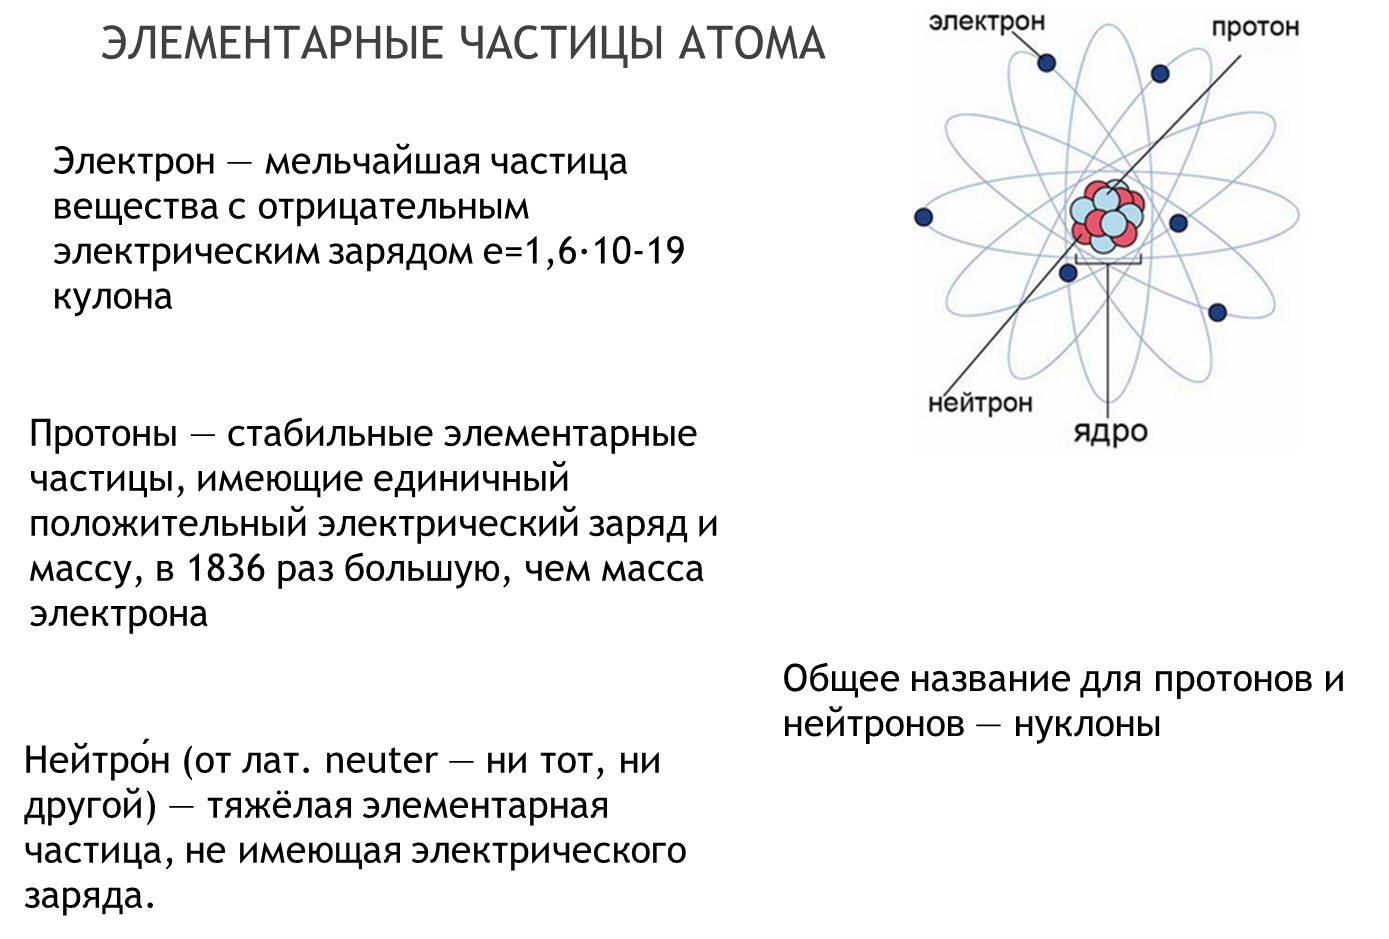 ЭЛЕМЕНТАРНЫЕ ЧАСТИЦЫ АТОМА
Электрон — мельчайшая частица
вещества с отрицательным
электрическим зарядом e=1,6·10-19
кулона
Протоны — стабильные элементарные
частицы, имеющие единичный
положительный электрический заряд и
массу, в 1836 раз большую, чем масса
электрона
Нейтро́н (от лат. neuter — ни тот, ни
другой) — тяжёлая элементарная
частица, не имеющая электрического
заряда.
электрон
протон
нейтрон
ядро
Общее название для протонов и
нейтронов — нуклоны